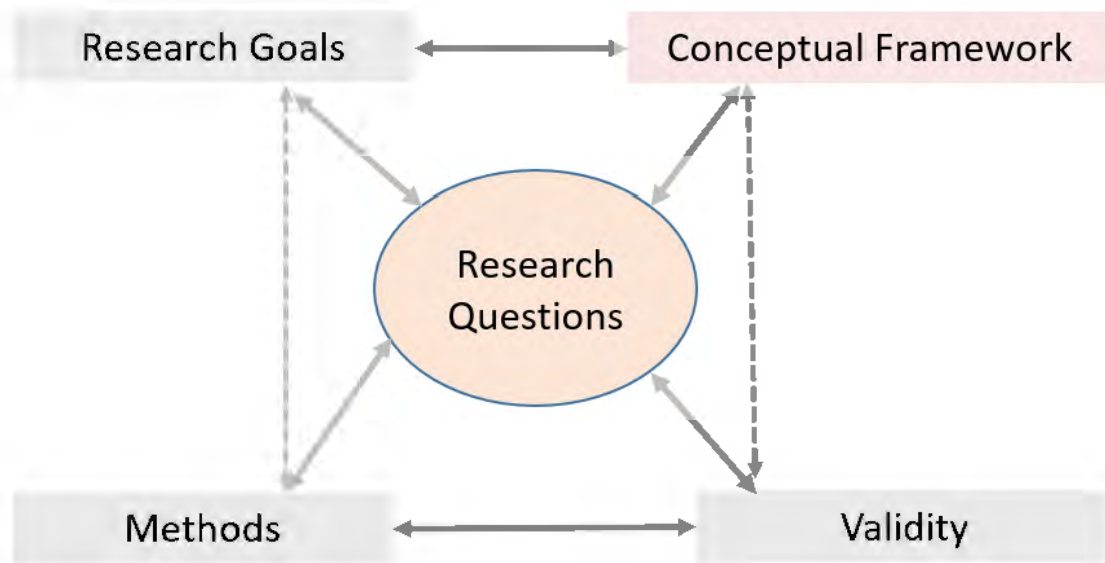 Research Goals
Conceptual Framework
Research
Questions
Methods
Validity